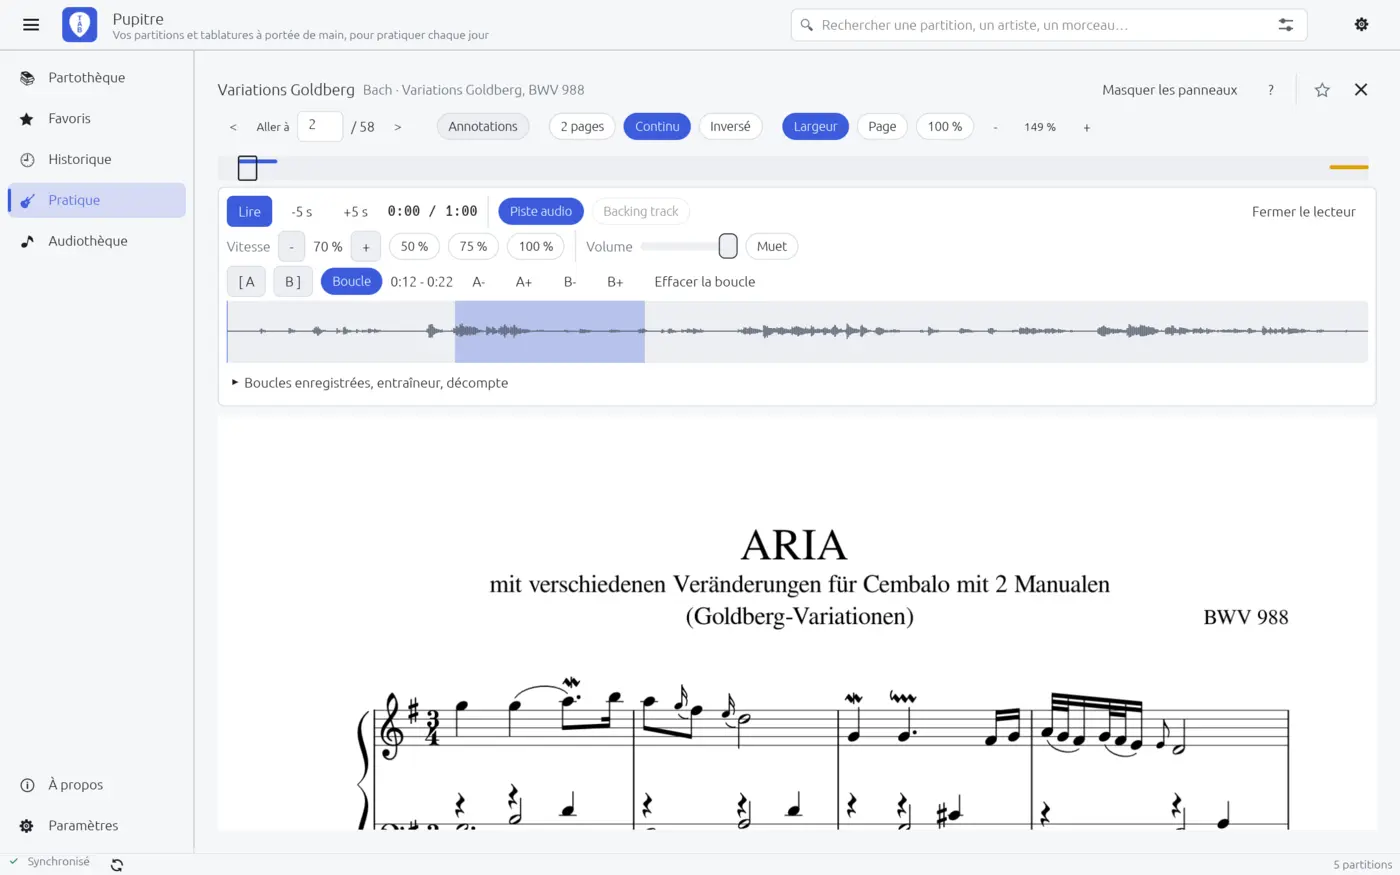 Pupitre
Vos partitions et tablatures à portée de main, pour pratiquer chaque jour
Rechercher une partition, un artiste, un morceau…
Partothèque
Favoris
Historique
Pratique
Audiothèque
À propos
Paramètres
Variations Goldberg Bach · Variations Goldberg, BWV 988
Masquer les panneaux ?
< Aller à 2 / 58 > Annotations 2 pages Continu Inversé Largeur Page 100 % - 149 % +
Lire -5 s +5 s 0:00 / 1:00 Piste audio Backing track Fermer le lecteur
Vitesse - 70 % + 50 % 75 % 100 % Volume Muet
[ A B ] Boucle 0:12 - 0:22 A- A+ B- B+ Effacer la boucle
Boucles enregistrées, entraîneur, décompte
ARIA
mit verschiedenen Veränderungen für Cembalo mit 2 Manualen
(Goldberg-Variationen)
BWV 988
3
4
Synchronisé
5 partitions